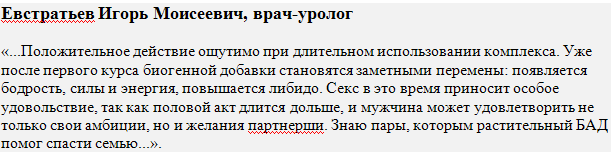 Евстратьев Игорь Моисеевич, врач-уролог
«...Положительное действие ощутимо при длительном использовании комплекса. Уже
после первого курса биогенной добавки становятся заметными перемены: появляется
бодрость, силы и энергия, повышается либидо. Секс в это время приносит особое
удовольствие, так как половой акт длится дольше, и мужчина может удовлетворить не
только свои амбиции, но и желания партнерши. Знаю пары, которым растительный БАД
помог спасти семью...».